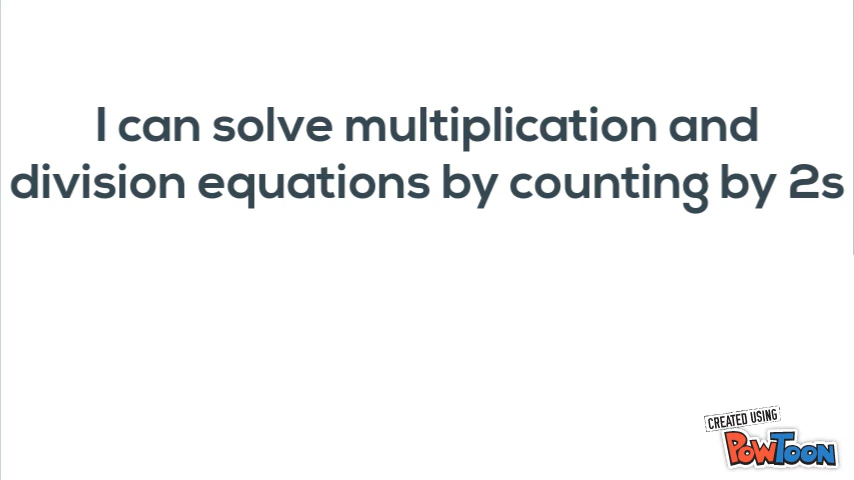 I can solve multiplication and
division equations by counting by 2s
CREATED USING
POWTOON